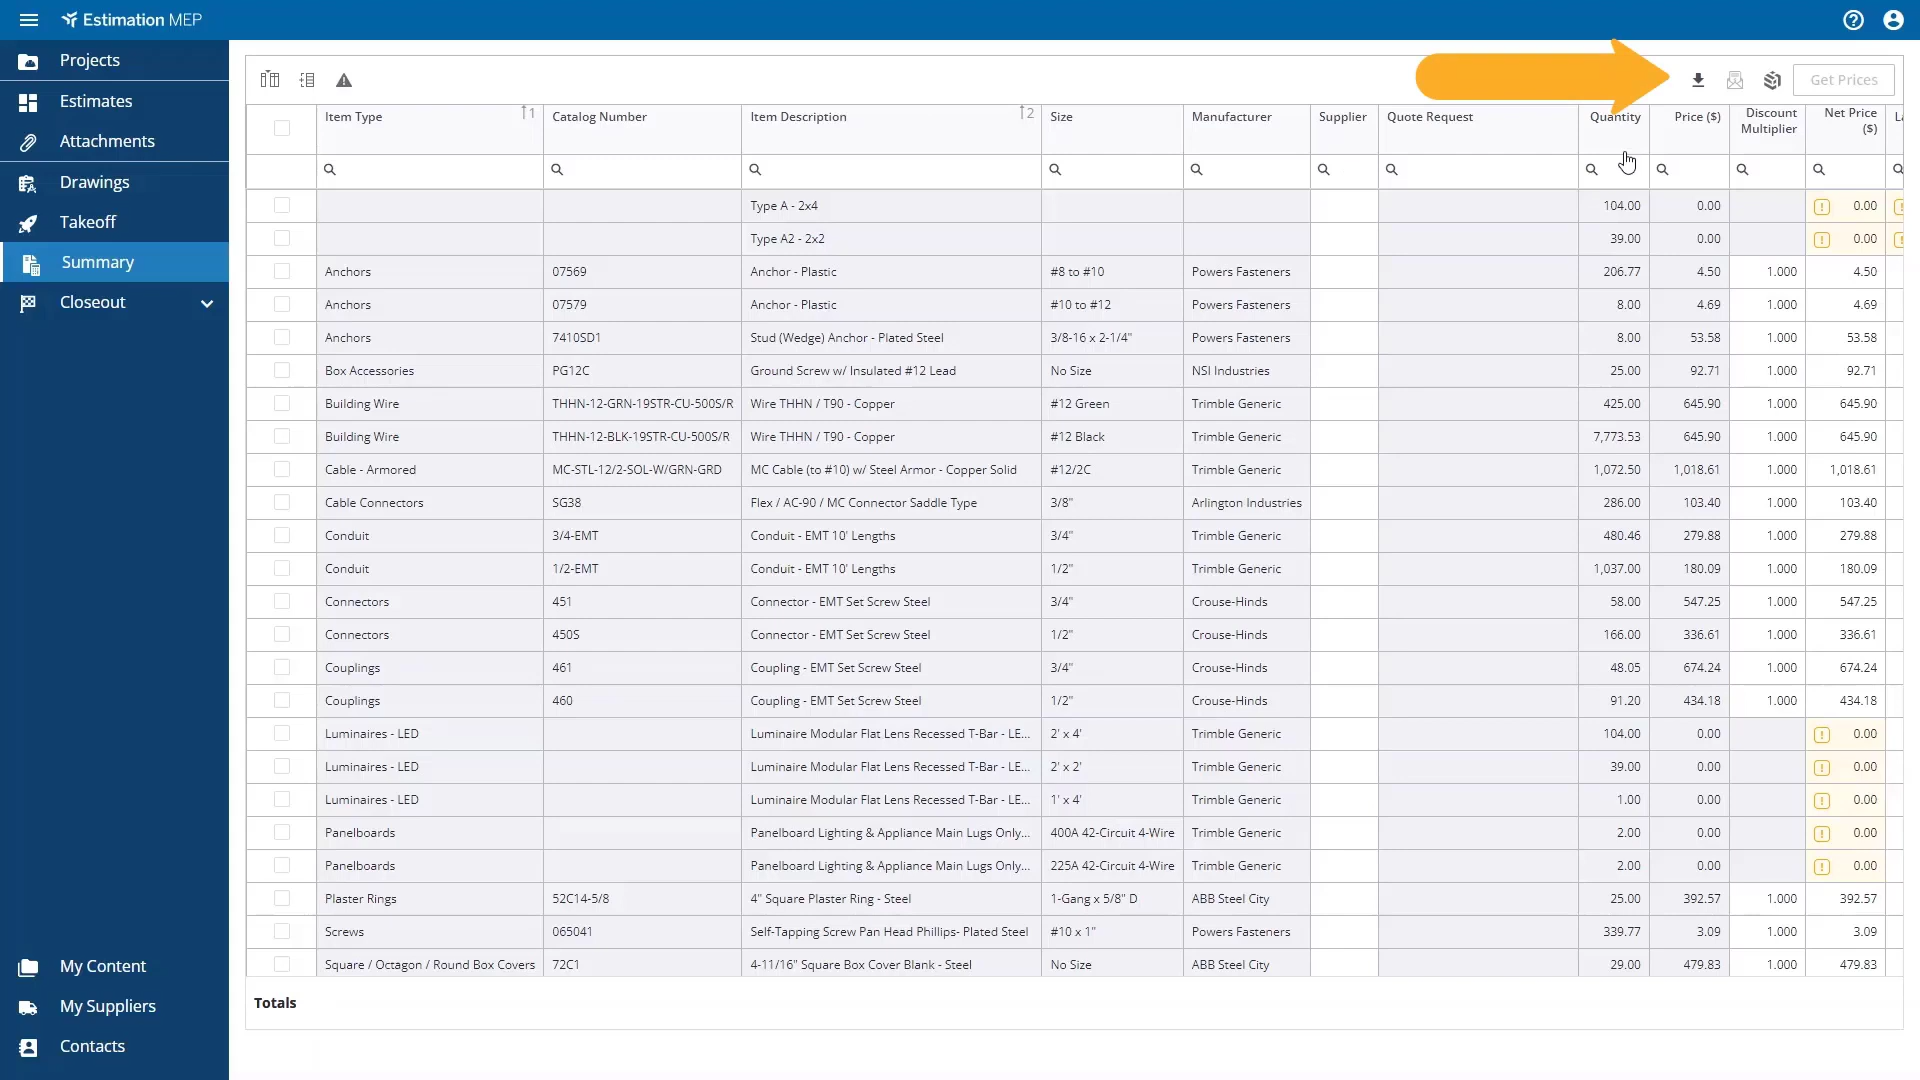 Estimation MEP
Projects
Estimates
Attachments
Drawings
Takeoff
Summary
Closeout
My Content
My Suppliers
Contacts
Get Prices
Item Type 1 Catalog Number Item Description 2 Size Manufacturer Supplier Quote Request Quantity Price ($) Discount Multiplier Net Price ($)
Type A - 2x4 104.00 0.00 0.00
Type A2 - 2x2 39.00 0.00 0.00
Anchors 07569 Anchor - Plastic #8 to #10 Powers Fasteners 206.77 4.50 1.000 4.50
Anchors 07579 Anchor - Plastic #10 to #12 Powers Fasteners 8.00 4.69 1.000 4.69
Anchors 7410SD1 Stud (Wedge) Anchor - Plated Steel 3/8-16 x 2-1/4" Powers Fasteners 8.00 53.58 1.000 53.58
Box Accessories PG12C Ground Screw w/ Insulated #12 Lead No Size NSI Industries 25.00 92.71 1.000 92.71
Building Wire THHN-12-GRN-19STR-CU-500S/R Wire THHN / T90 - Copper #12 Green Trimble Generic 425.00 645.90 1.000 645.90
Building Wire THHN-12-BLK-19STR-CU-500S/R Wire THHN / T90 - Copper #12 Black Trimble Generic 7,773.53 645.90 1.000 645.90
Cable - Armored MC-STL-12/2-SOL-W/GRN-GRD MC Cable (to #10) w/ Steel Armor - Copper Solid #12/2C Trimble Generic 1,072.50 1,018.61 1.000 1,018.61
Cable Connectors SG38 Flex / AC-90 / MC Connector Saddle Type 3/8" Arlington Industries 286.00 103.40 1.000 103.40
Conduit 3/4-EMT Conduit - EMT 10' Lengths 3/4" Trimble Generic 480.46 279.88 1.000 279.88
Conduit 1/2-EMT Conduit - EMT 10' Lengths 1/2" Trimble Generic 1,037.00 180.09 1.000 180.09
Connectors 451 Connector - EMT Set Screw Steel 3/4" Crouse-Hinds 58.00 547.25 1.000 547.25
Connectors 450S Connector - EMT Set Screw Steel 1/2" Crouse-Hinds 166.00 336.61 1.000 336.61
Couplings 461 Coupling - EMT Set Screw Steel 3/4" Crouse-Hinds 48.05 674.24 1.000 674.24
Couplings 460 Coupling - EMT Set Screw Steel 1/2" Crouse-Hinds 91.20 434.18 1.000 434.18
Luminaires - LED Luminaire Modular Flat Lens Recessed T-Bar - LE... 2' x 4' Trimble Generic 104.00 0.00 0.00
Luminaires - LED Luminaire Modular Flat Lens Recessed T-Bar - LE... 2' x 2' Trimble Generic 39.00 0.00 0.00
Luminaires - LED Luminaire Modular Flat Lens Recessed T-Bar - LE... 1' x 4' Trimble Generic 1.00 0.00 0.00
Panelboards Panelboard Lighting & Appliance Main Lugs Only... 400A 42-Circuit 4-Wire Trimble Generic 2.00 0.00 0.00
Panelboards Panelboard Lighting & Appliance Main Lugs Only... 225A 42-Circuit 4-Wire Trimble Generic 2.00 0.00 0.00
Plaster Rings 52C14-5/8 4" Square Plaster Ring - Steel 1-Gang x 5/8" D ABB Steel City 25.00 392.57 1.000 392.57
Screws 065041 Self-Tapping Screw Pan Head Phillips- Plated Steel #10 x 1" Powers Fasteners 339.77 3.09 1.000 3.09
Square / Octagon / Round Box Covers 72C1 4-11/16" Square Box Cover Blank - Steel No Size ABB Steel City 29.00 479.83 1.000 479.83
Totals